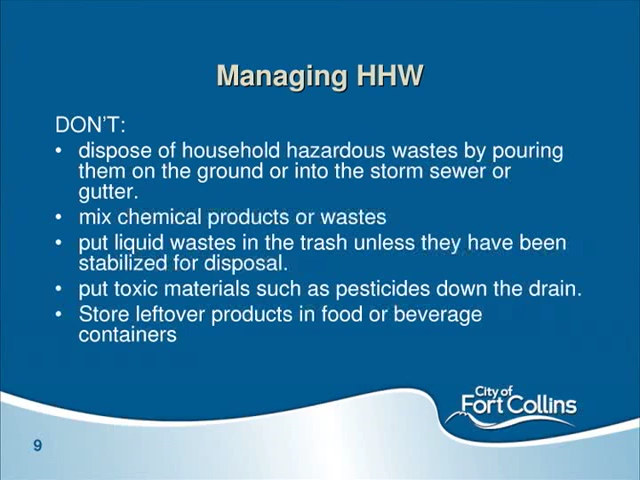 Managing HHW
DON'T:
• dispose of household hazardous wastes by pouring
them on the ground or into the storm sewer or
gutter.
• mix chemical products or wastes
• put liquid wastes in the trash unless they have been
stabilized for disposal.
• put toxic materials such as pesticides down the drain.
• Store leftover products in food or beverage
containers
City of
Fort Collins
9